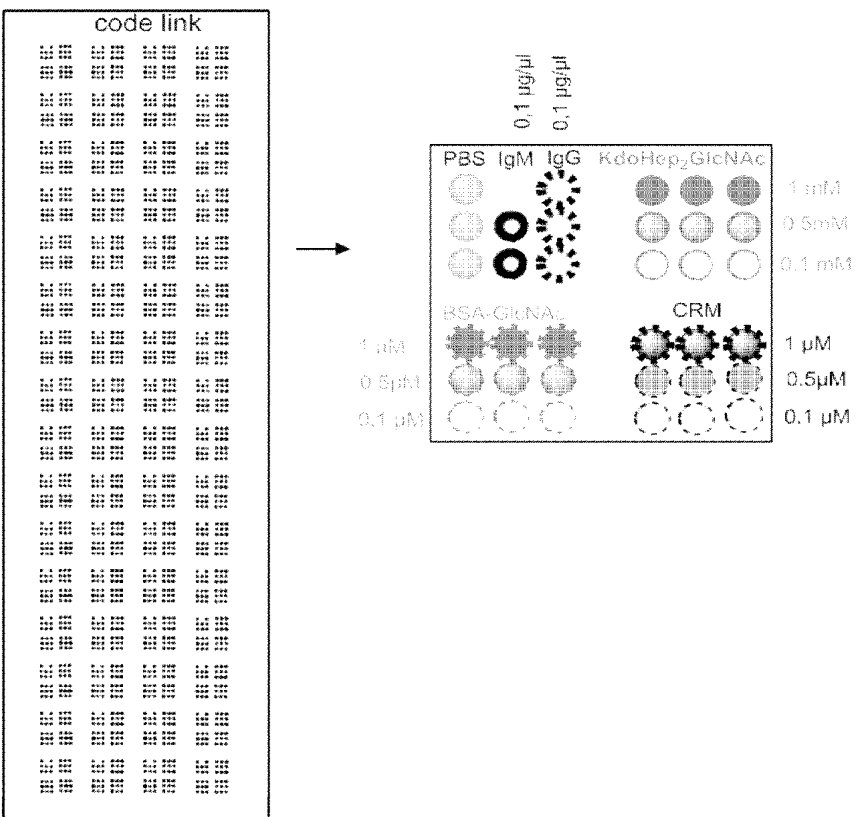 code link
0,1 µg/µl
0,1 µg/µl
PBS IgM IgG KdoHep₂GlcNAc
1 mM
0.5mM
0.1 mM
BSA-GlcNAc CRM
1 µM 1 µM
0.5µM 0.5µM
0.1 µM 0.1 µM